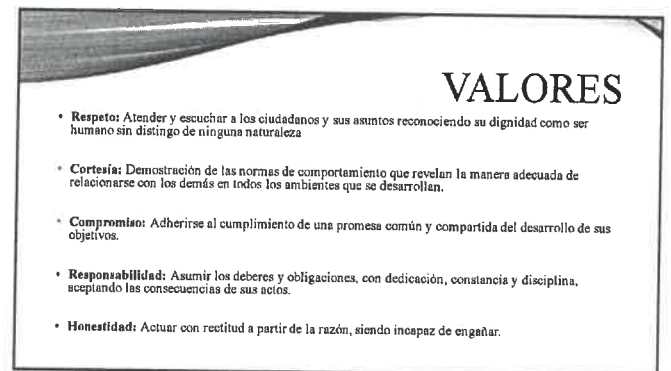 VALORES
• Respeto: Atender y escuchar a los ciudadanos y sus asuntos reconociendo su dignidad como ser
humano sin distingo de ninguna naturaleza
• Cortesía: Demostración de las normas de comportamiento que revelan la manera adecuada de
relacionarse con los demás en todos los ambientes que se desarrollan.
• Compromiso: Adherirse al cumplimiento de una promesa común y compartida del desarrollo de sus
objetivos.
• Responsabilidad: Asumir los deberes y obligaciones, con dedicación, constancia y disciplina,
aceptando las consecuencias de sus actos.
• Honestidad: Actuar con rectitud a partir de la razón, siendo incapaz de engañar.